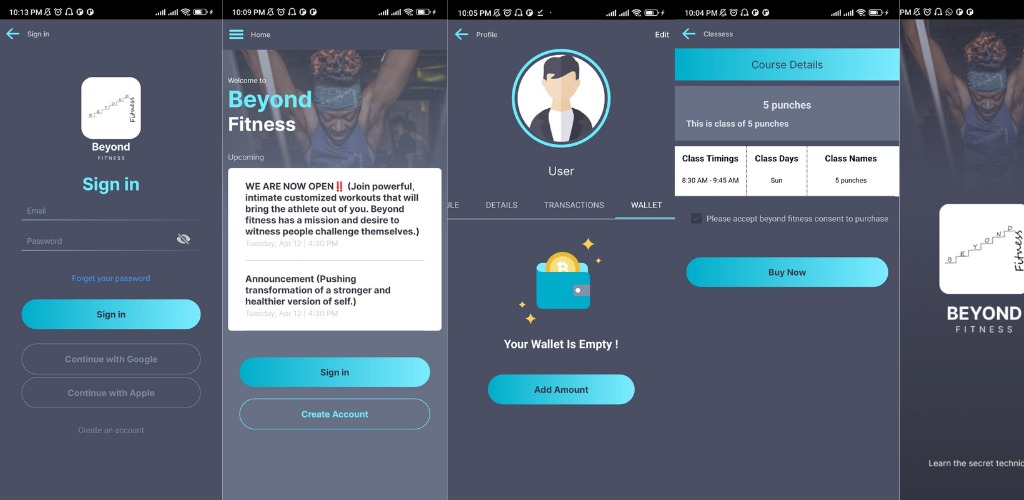 10:13 PM
Sign in
BEYOND
Fitness
Beyond
FITNESS
Sign in
Email
Password
Forget your password
Sign in
Continue with Google
Continue with Apple
Create an account
10:09 PM
Home
Welcome to
Beyond
Fitness
Upcoming
WE ARE NOW OPEN‼️ (Join powerful,
intimate customized workouts that will
bring the athlete out of you. Beyond
fitness has a mission and desire to
witness people challenge themselves.)
Tuesday, Apr 12 | 4:30 PM
Announcement (Pushing
transformation of a stronger and
healthier version of self.)
Tuesday, Apr 12 | 4:30 PM
Sign in
Create Account
10:05 PM
Profile
Edit
User
ULE DETAILS TRANSACTIONS WALLET
Your Wallet Is Empty !
Add Amount
10:04 PM
Classess
Course Details
5 punches
This is class of 5 punches
Class Timings Class Days Class Names
8:30 AM - 9:45 AM Sun 5 punches
Please accept beyond fitness consent to purchase
Buy Now
PM
BEYOND
Fitness
BEYOND
FITNESS
Learn the secret technic